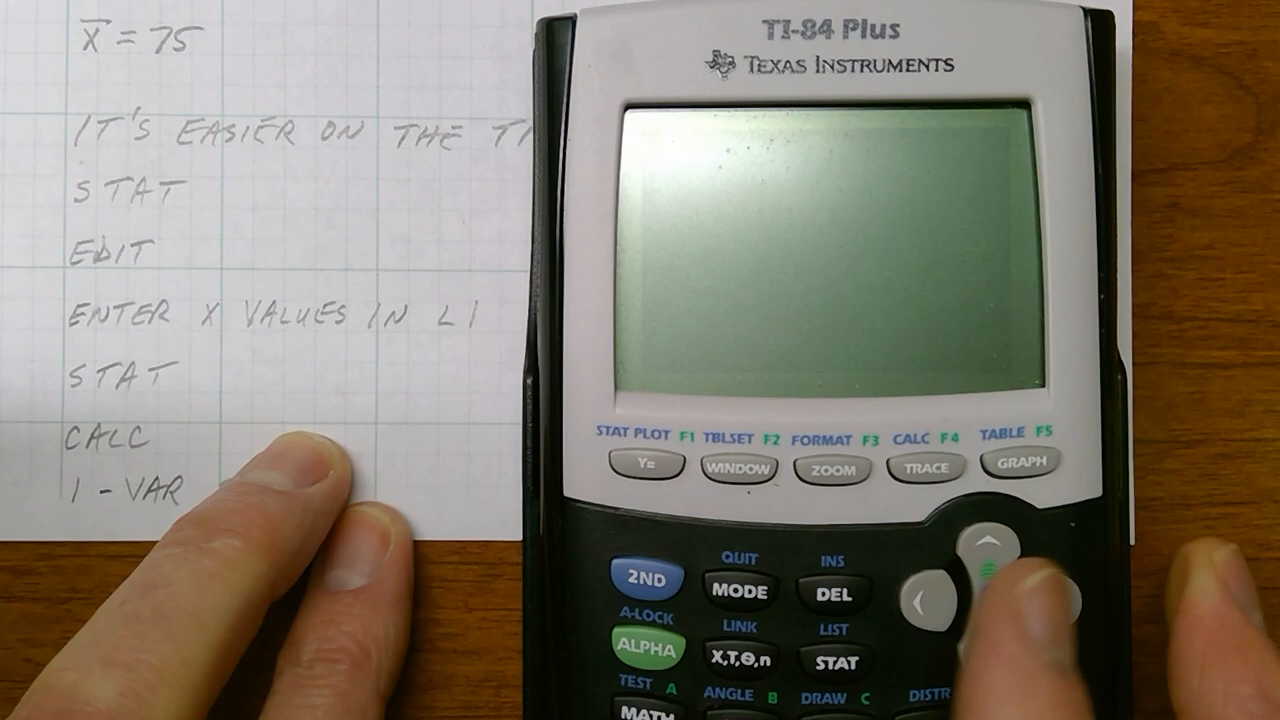 x̄ = 75
IT'S EASIER ON THE TI
STAT
EDIT
ENTER X VALUES IN L1
STAT
CALC
1-VAR
TI-84 Plus
TEXAS INSTRUMENTS
STAT PLOT F1 TBLSET F2 FORMAT F3 CALC F4 TABLE F5
Y= WINDOW ZOOM TRACE GRAPH
QUIT INS
2ND MODE DEL
A-LOCK LINK LIST
ALPHA X,T,Θ,n STAT
TEST A ANGLE B DRAW C DISTR
MATH